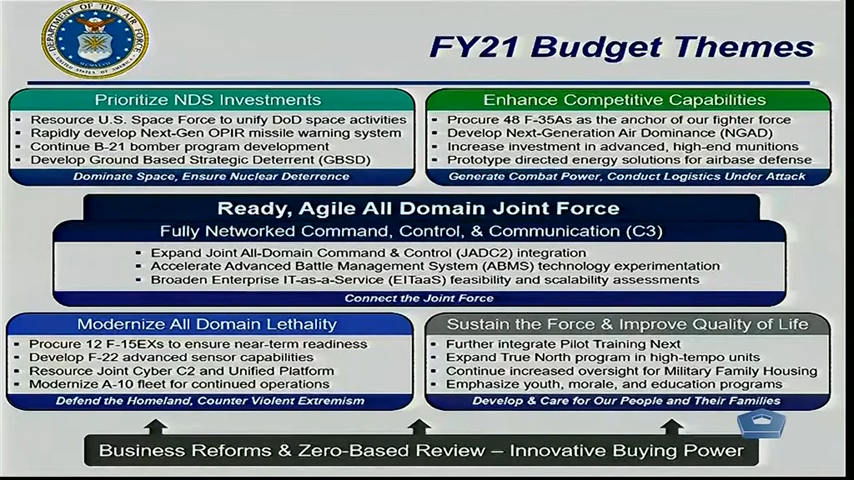 DEPARTMENT OF THE AIR FORCE
UNITED STATES OF AMERICA
FY21 Budget Themes
Prioritize NDS Investments
▪ Resource U.S. Space Force to unify DoD space activities
▪ Rapidly develop Next-Gen OPIR missile warning system
▪ Continue B-21 bomber program development
▪ Develop Ground Based Strategic Deterrent (GBSD)
Dominate Space, Ensure Nuclear Deterrence
Enhance Competitive Capabilities
▪ Procure 48 F-35As as the anchor of our fighter force
▪ Develop Next-Generation Air Dominance (NGAD)
▪ Increase investment in advanced, high-end munitions
▪ Prototype directed energy solutions for airbase defense
Generate Combat Power, Conduct Logistics Under Attack
Ready, Agile All Domain Joint Force
Fully Networked Command, Control, & Communication (C3)
▪ Expand Joint All-Domain Command & Control (JADC2) integration
▪ Accelerate Advanced Battle Management System (ABMS) technology experimentation
▪ Broaden Enterprise IT-as-a-Service (EITaaS) feasibility and scalability assessments
Connect the Joint Force
Modernize All Domain Lethality
▪ Procure 12 F-15EXs to ensure near-term readiness
▪ Develop F-22 advanced sensor capabilities
▪ Resource Joint Cyber C2 and Unified Platform
▪ Modernize A-10 fleet for continued operations
Defend the Homeland, Counter Violent Extremism
Sustain the Force & Improve Quality of Life
▪ Further integrate Pilot Training Next
▪ Expand True North program in high-tempo units
▪ Continue increased oversight for Military Family Housing
▪ Emphasize youth, morale, and education programs
Develop & Care for Our People and Their Families
Business Reforms & Zero-Based Review – Innovative Buying Power